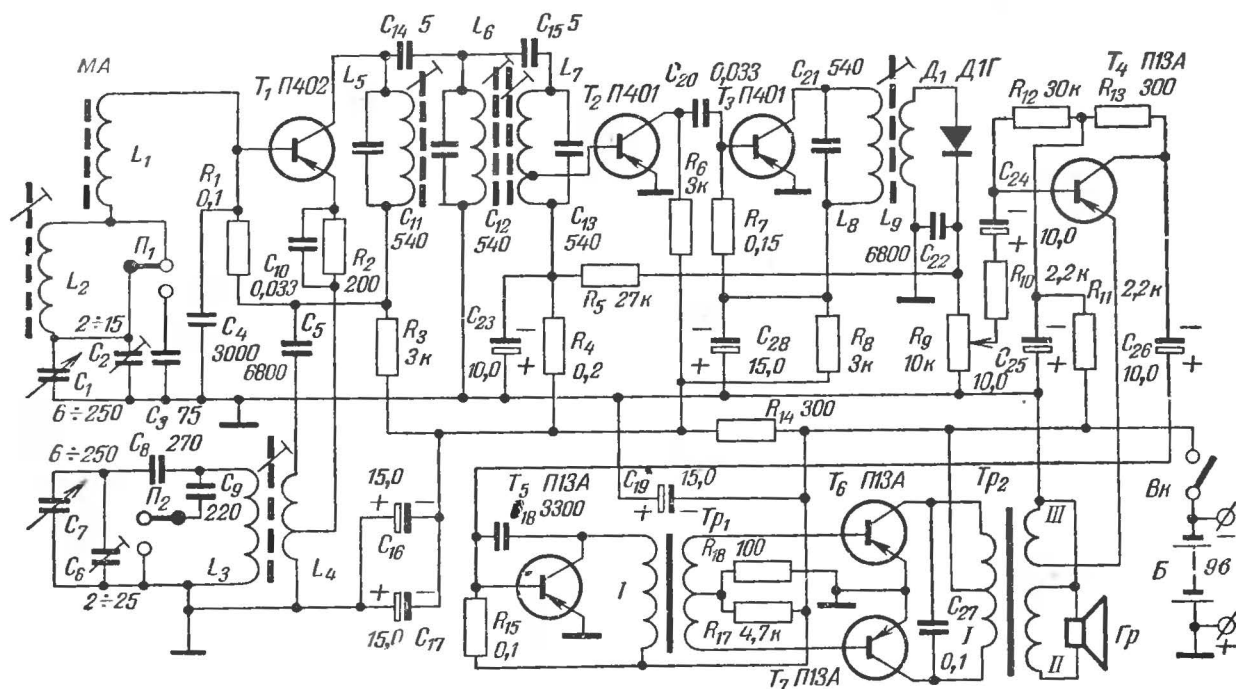 МА
L₁
L₂
П₁
2÷15
C₂
C₁
6÷250
C₃ 75
R₁
0,1
C₄
3000
T₁ П402
C₁₀
0,033
R₂
200
C₅
6800
C₁₄ 5
L₅
C₁₁
540
R₃
3к
L₆
C₁₂
540
C₁₅ 5
L₇
C₁₃
540
T₂ П401
C₂₃
10,0
R₅ 27к
R₄
0,2
C₂₀ 0,033
R₆
3к
T₃ П401
R₇
0,15
C₂₈
15,0
C₂₁ 540
L₈
R₈
3к
L₉
Д₁ Д1Г
6800 C₂₂
R₉
10к
R₁₂ 30к
C₂₄
10,0
R₁₀
2,2к
T₄ П13А
R₁₃ 300
R₁₁
2,2к
C₂₅
10,0
C₂₆
10,0
R₁₄ 300
6÷250
C₇
C₈ 270
C₉
220
П₂
C₆
2÷25
L₃
L₄
15,0
+ −
C₁₆
+ −
15,0 C₁₇
T₅ П13А
18 3300
R₁₅
0,1
C₁₉ 15,0
+ −
I
Тр₁
R₁₈ 100
R₁₇ 4,7к
T₆ П13А
T₇ П13А
C₂₇
0,1
I
Тр₂
III
II
Гр
Вк
−
Б 9в
+